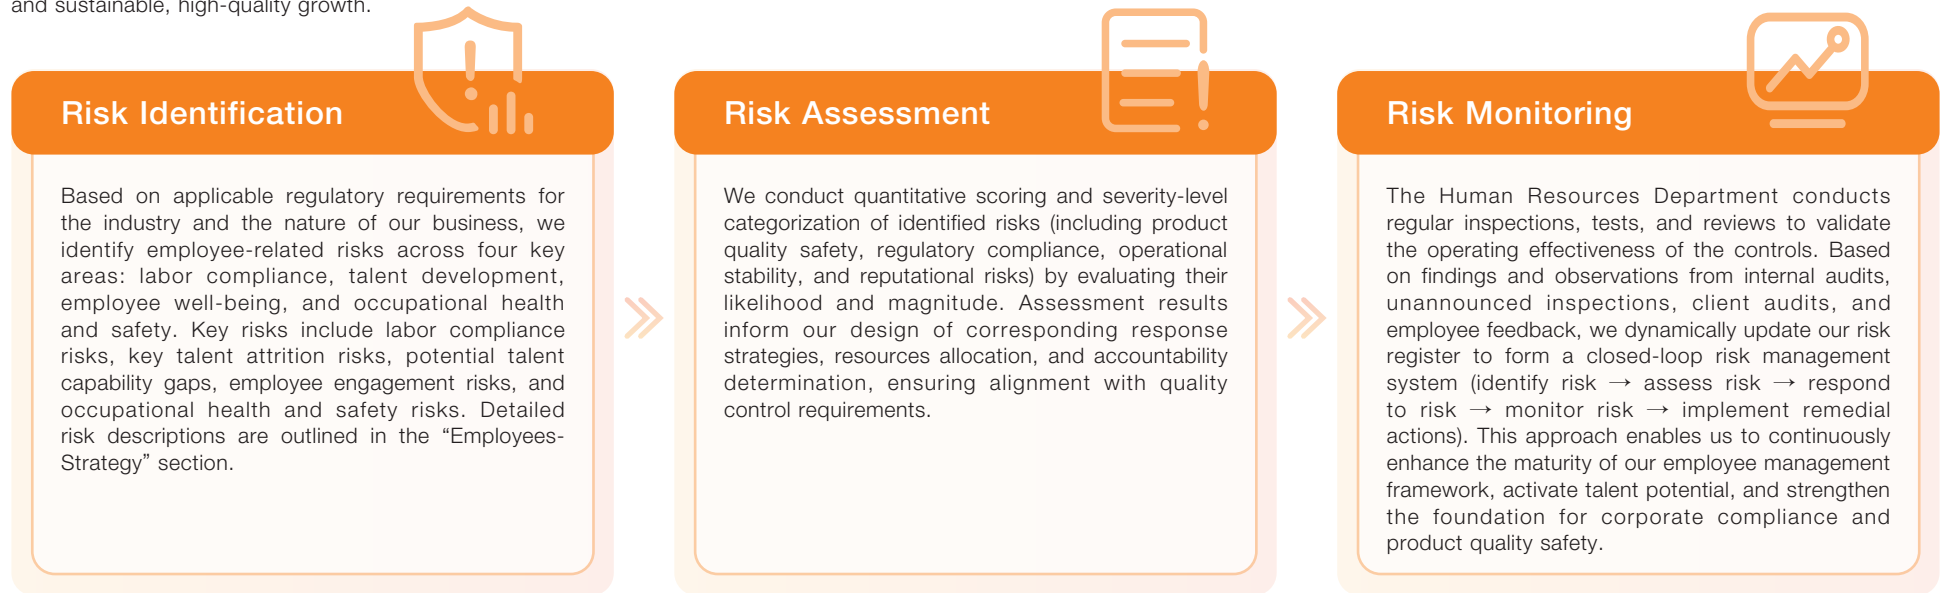 and sustainable, high-quality growth.
Risk Identification
Based on applicable regulatory requirements for
the industry and the nature of our business, we
identify employee-related risks across four key
areas: labor compliance, talent development,
employee well-being, and occupational health
and safety. Key risks include labor compliance
risks, key talent attrition risks, potential talent
capability gaps, employee engagement risks, and
occupational health and safety risks. Detailed
risk descriptions are outlined in the “Employees-
Strategy” section.
Risk Assessment
We conduct quantitative scoring and severity-level
categorization of identified risks (including product
quality safety, regulatory compliance, operational
stability, and reputational risks) by evaluating their
likelihood and magnitude. Assessment results
inform our design of corresponding response
strategies, resources allocation, and accountability
determination, ensuring alignment with quality
control requirements.
Risk Monitoring
The Human Resources Department conducts
regular inspections, tests, and reviews to validate
the operating effectiveness of the controls. Based
on findings and observations from internal audits,
unannounced inspections, client audits, and
employee feedback, we dynamically update our risk
register to form a closed-loop risk management
system (identify risk → assess risk → respond
to risk → monitor risk → implement remedial
actions). This approach enables us to continuously
enhance the maturity of our employee management
framework, activate talent potential, and strengthen
the foundation for corporate compliance and
product quality safety.